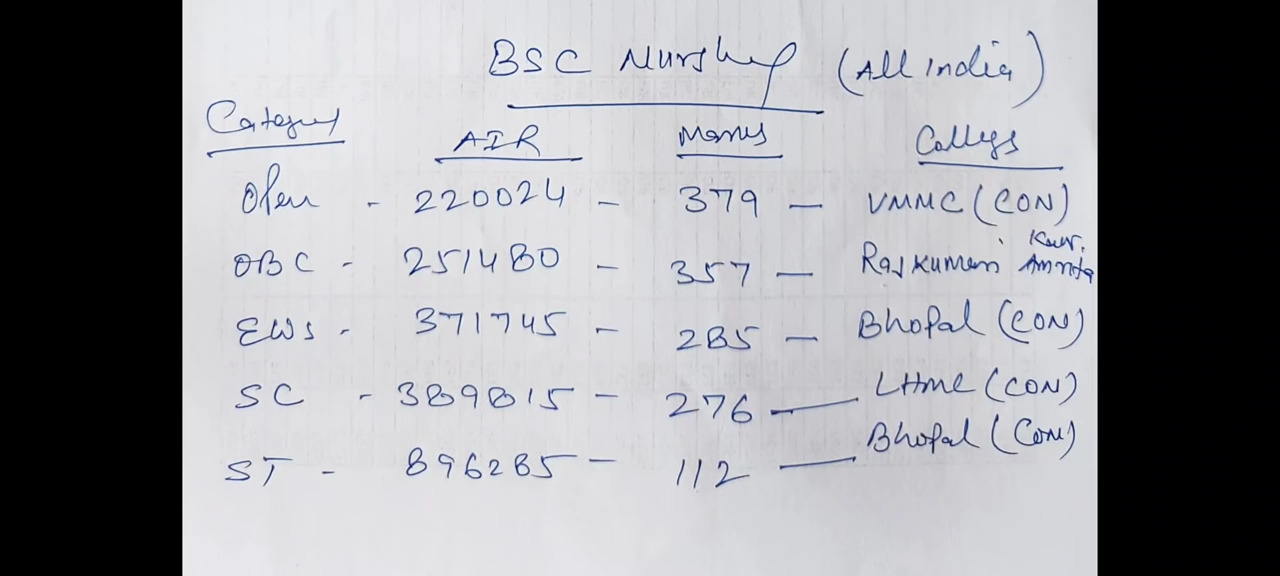 BSC Nursing (All India)
Category AIR Marks Collegs
Open - 220024 - 379 - VMMC (CON)
OBC - 251480 - 357 - Rajkumari Amrita Kaur.
EWS - 371745 - 285 - Bhopal (CON)
SC - 389815 - 276 - LHMC (CON)
ST - 896285 - 112 - Bhopal (CON)